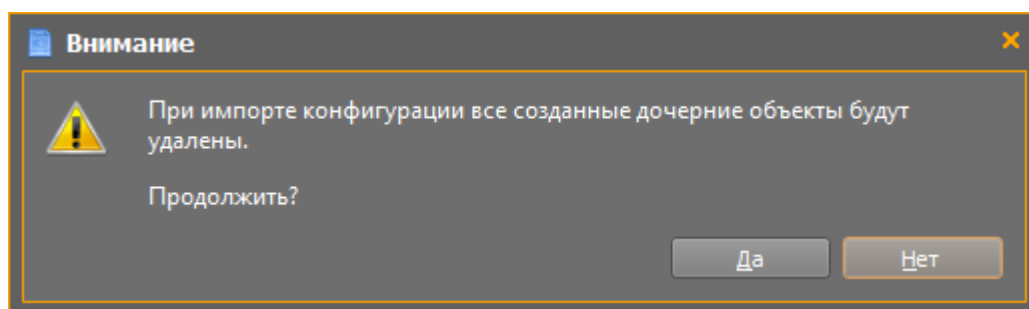 Внимание
При импорте конфигурации все созданные дочерние объекты будут
удалены.
Продолжить?
Да
Нет